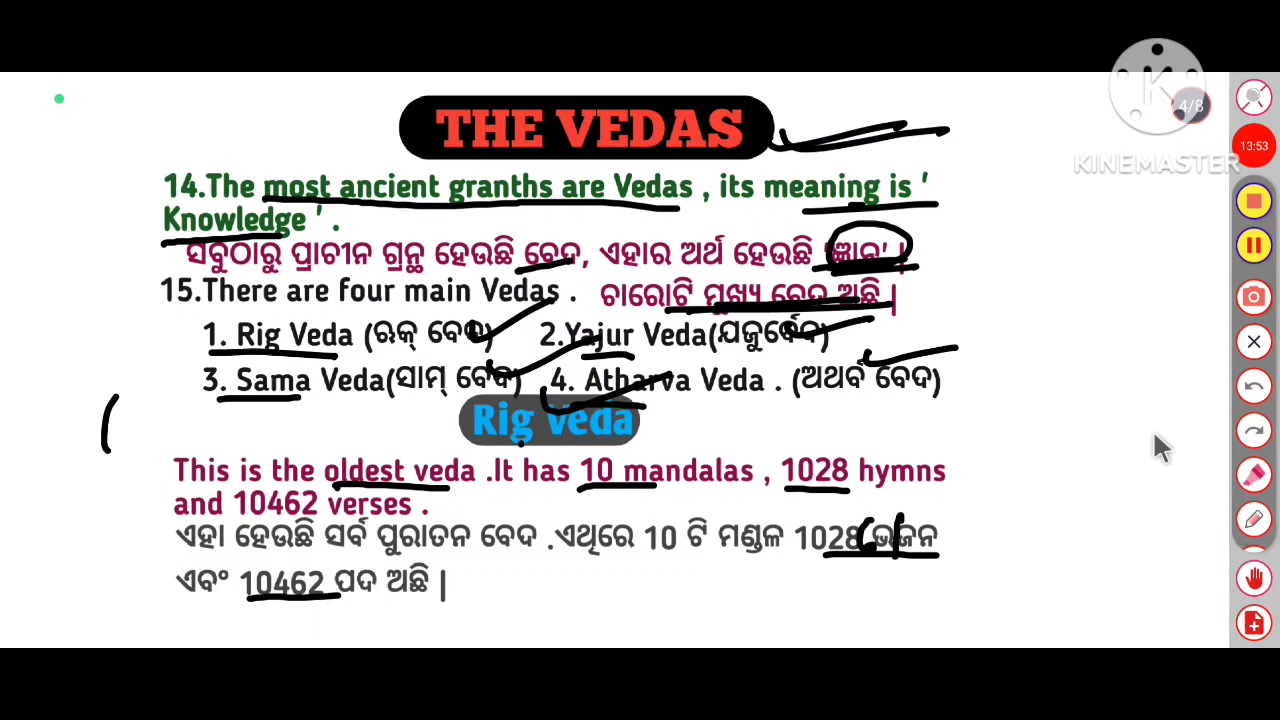 THE VEDAS
4/8
KINEMASTER
13:53
14.The most ancient granths are Vedas , its meaning is '
Knowledge ' .
ସବୁଠାରୁ ପ୍ରାଚୀନ ଗ୍ରନ୍ଥ ହେଉଛି ବେଦ, ଏହାର ଅର୍ଥ ହେଉଛି 'ଜ୍ଞାନ' |
15.There are four main Vedas . ଚାରୋଟି ମୁଖ୍ୟ ବେଦ ଅଛି |
1. Rig Veda (ଋକ୍ ବେଦ) 2.Yajur Veda(ଯଜୁର୍ବେଦ)
3. Sama Veda(ସାମ୍ ବେଦ) 4. Atharva Veda . (ଅଥର୍ବ ବେଦ)
Rig Veda
This is the oldest veda .It has 10 mandalas , 1028 hymns
and 10462 verses .
ଏହା ହେଉଛି ସର୍ବ ପୁରାତନ ବେଦ .ଏଥିରେ 10 ଟି ମଣ୍ଡଳ 1028 ଭଜନ
ଏବଂ 10462 ପଦ ଅଛି |